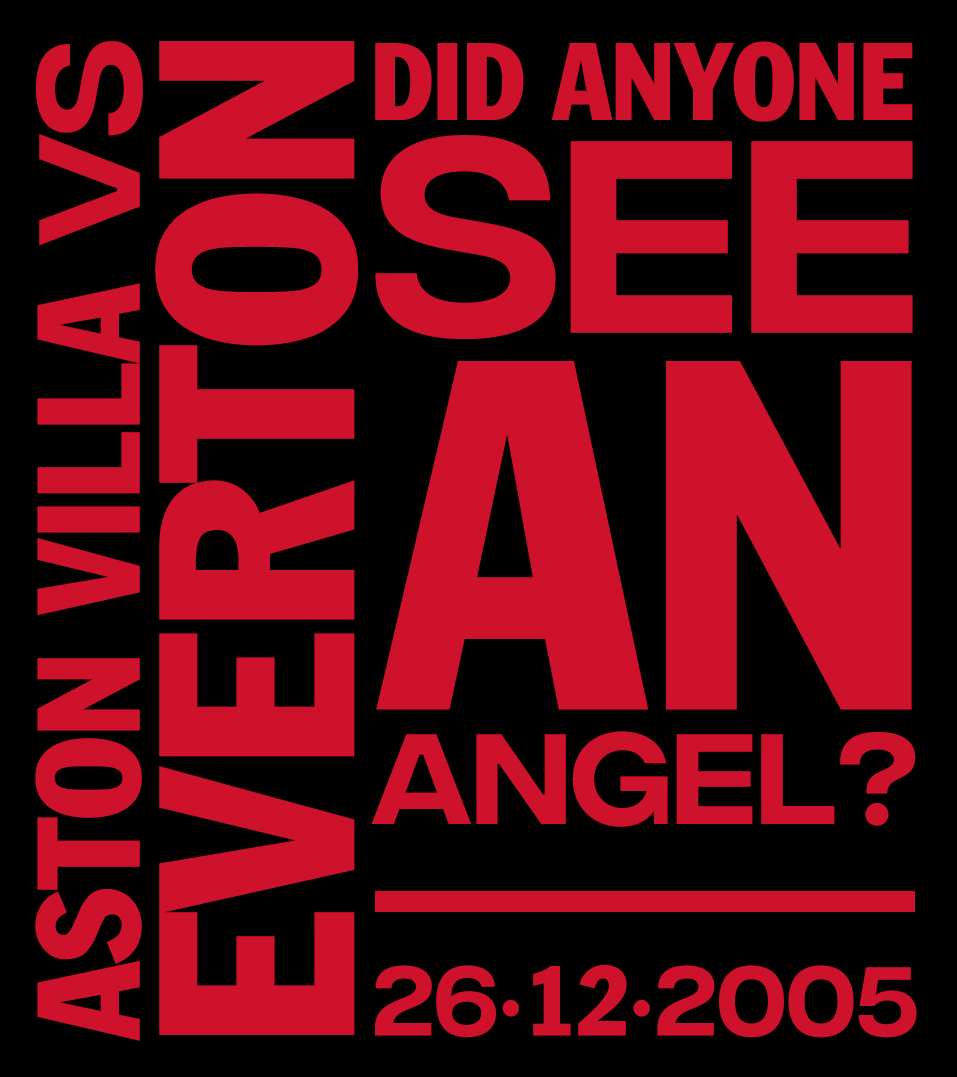 ASTON VILLA VS
EVERTON
DID ANYONE
SEE
AN
ANGEL?
26·12·2005